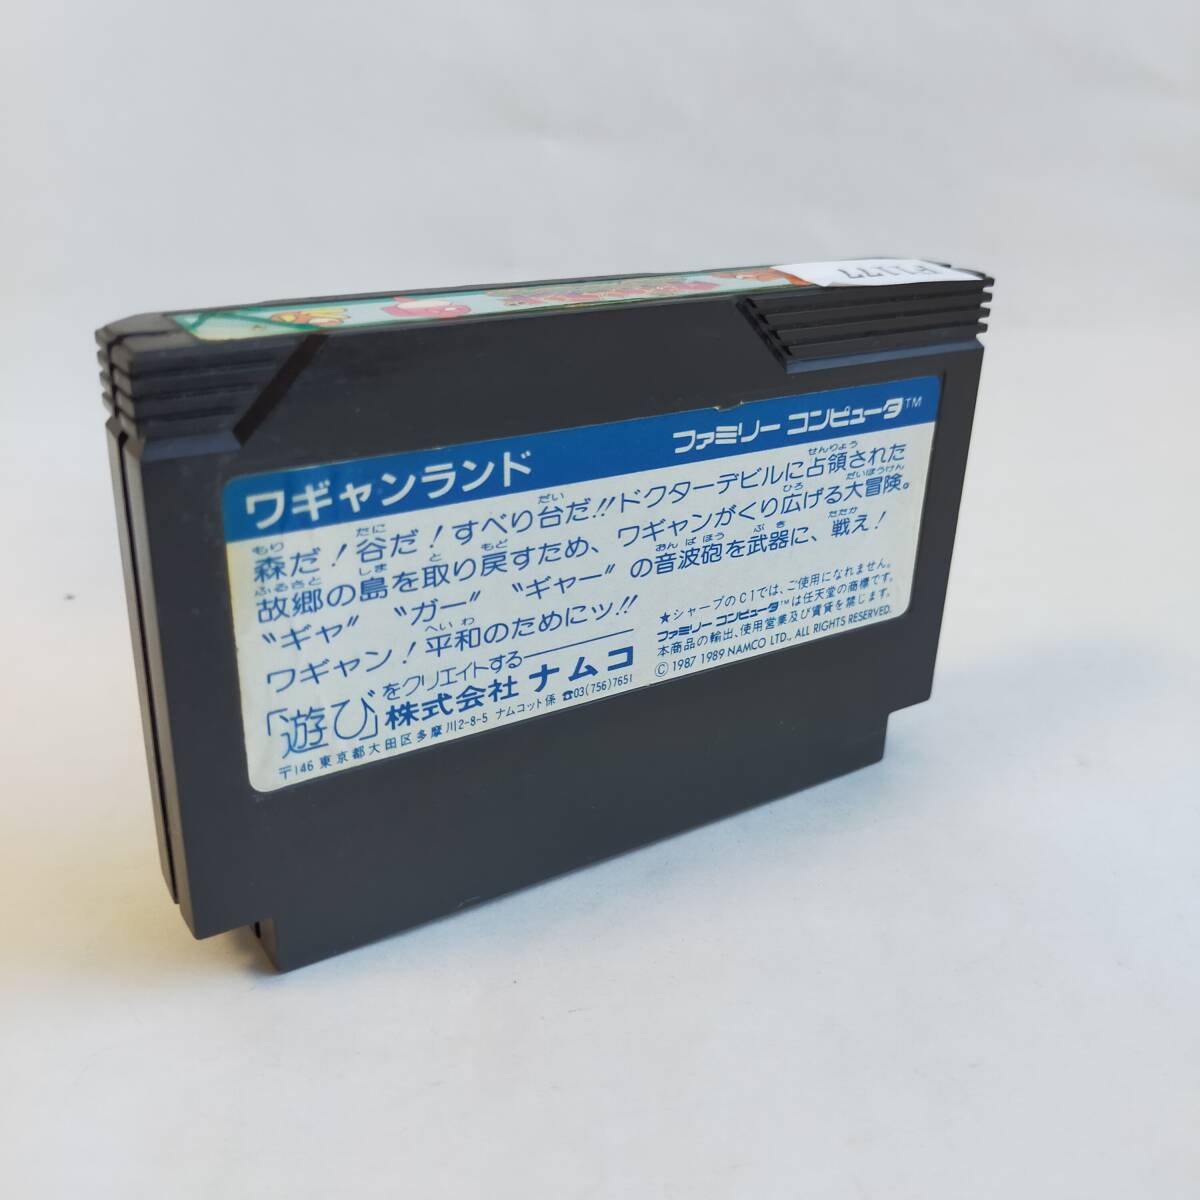 F1177
ワギャンランド
ファミリー コンピュータ™
森だ!谷だ!すべり台だ!!ドクターデビルに占領された
故郷の島を取り戻すため、ワギャンがくり広げる大冒険。
“ギャ” “ガー” “ギャー”の音波砲を武器に、戦え!
ワギャン!平和のためにッ!!
★シャープのC1では、ご使用になれません。
ファミリー コンピュータ™は任天堂の商標です。
本商品の輸出、使用営業及び賃貸を禁じます。
© 1987 1989 NAMCO LTD., ALL RIGHTS RESERVED.
「遊び」をクリエイトする
株式会社 ナムコ
〒146 東京都大田区多摩川2-8-5 ナムコット係 ☎03(756)7651